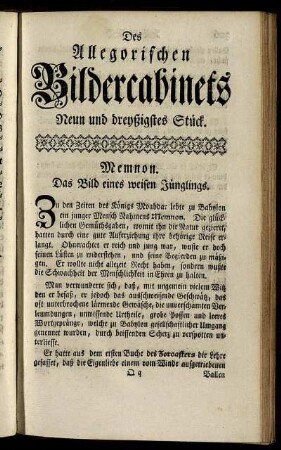 Des
Allegorischen
Bildercabinets
Neun und dreyßigstes Stück.
Memnon.
Das Bild eines weisen Jünglings.
Zu den Zeiten des Königs Moabdar lebte zu Babylon
ein junger Mensch Nahmens Memnon. Die glück-
lichen Gemüthsgaben, womit ihn die Natur gezieret,
hatten durch eine gute Auferziehung ihre behörige Reife er-
langt. Ohnerachtet er reich und jung war, wuste er doch
seinen Lüsten zu widerstehen, und seine Begierden zu mäßi-
gen. Er wollte nicht allezeit Recht haben, sondern wuste
die Schwachheit der Menschlichkeit in Ehren zu halten.
Man verwunderte sich, daß, mit ungemein vielem Witz
den er besaß, er jedoch das ausschweifende Geschwätz, das
oft unterbrochene lärmende Gewäsche, die unverschämten Ver-
leumdungen, unwissende Urtheile, grobe Possen und leeres
Wortgepränge, welche zu Babylon gesellschaftlicher Umgang
genennet wurden, durch beissenden Scherz zu verspotten un-
terliesse.
Er hatte aus dem ersten Buche des Zoroasters die Lehre
gefasset, daß die Eigenliebe einem vom Winde aufgetriebenen
Q q
Ballen